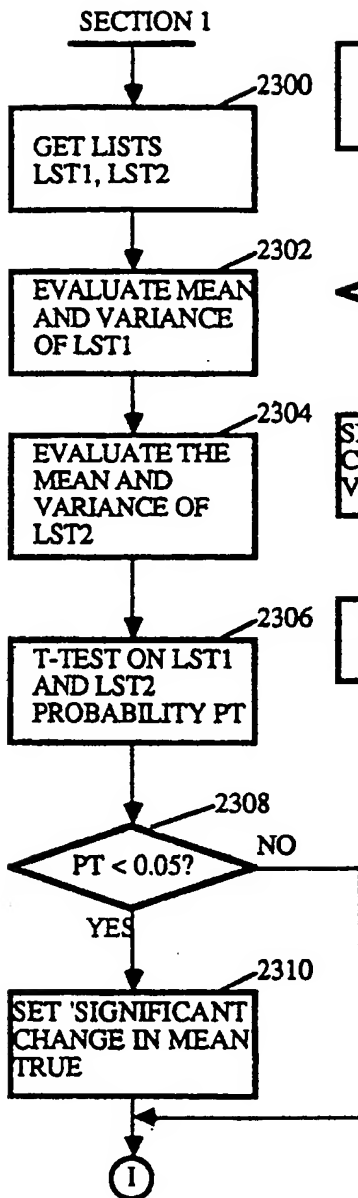 SECTION 1
2300
GET LISTS
LST1, LST2
2302
EVALUATE MEAN
AND VARIANCE
OF LST1
2304
EVALUATE THE
MEAN AND
VARIANCE OF
LST2
2306
T-TEST ON LST1
AND LST2
PROBABILITY PT
2308
PT < 0.05?
NO
YES
2310
SET 'SIGNIFICANT
CHANGE IN MEAN
TRUE
I
C
V